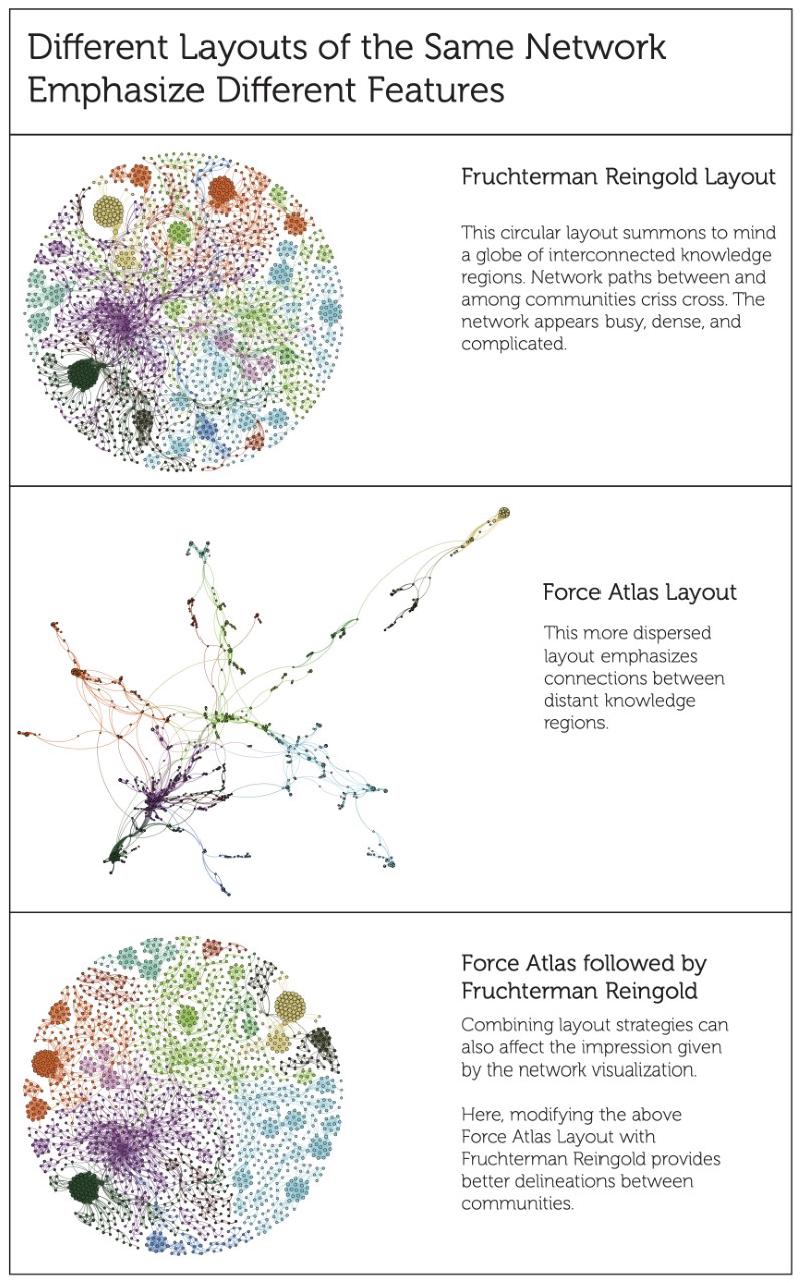 Different Layouts of the Same Network
Emphasize Different Features
Fruchterman Reingold Layout
This circular layout summons to mind
a globe of interconnected knowledge
regions. Network paths between and
among communities criss cross. The
network appears busy, dense, and
complicated.
Force Atlas Layout
This more dispersed
layout emphasizes
connections between
distant knowledge
regions.
Force Atlas followed by
Fruchterman Reingold
Combining layout strategies can
also affect the impression given
by the network visualization.
Here, modifying the above
Force Atlas Layout with
Fruchterman Reingold provides
better delineations between
communities.